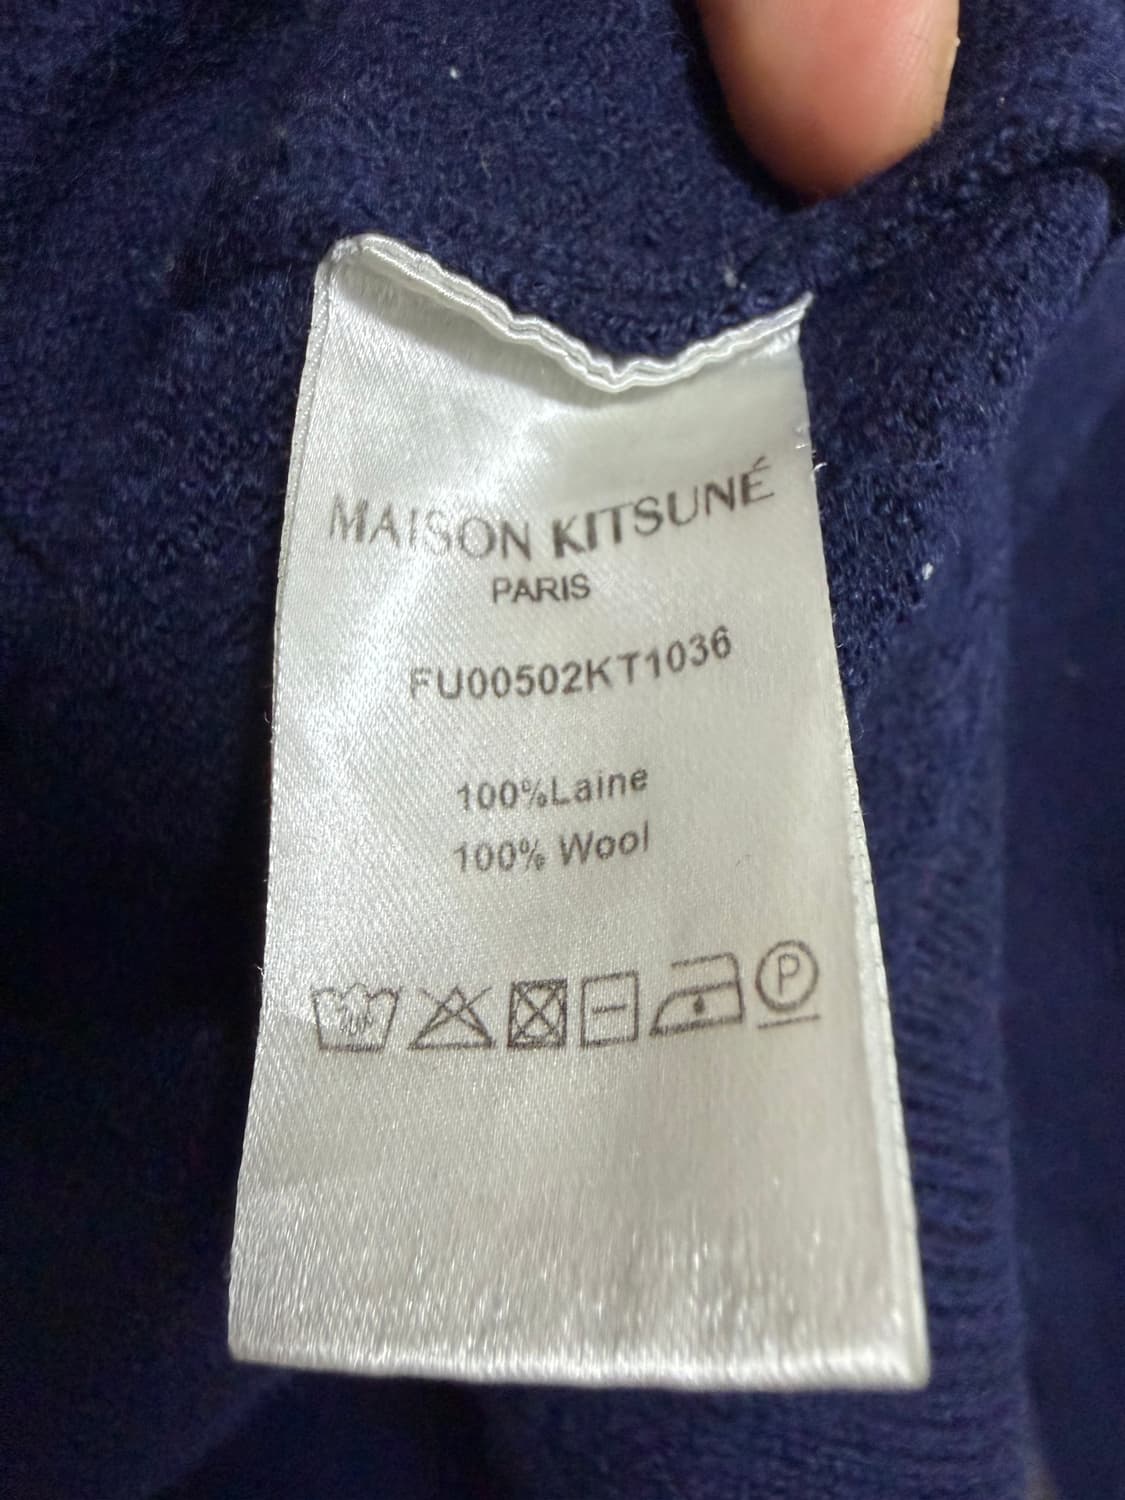 MAISON KITSUNÉ
PARIS
FU00502KT1036
100%Laine
100% Wool
P